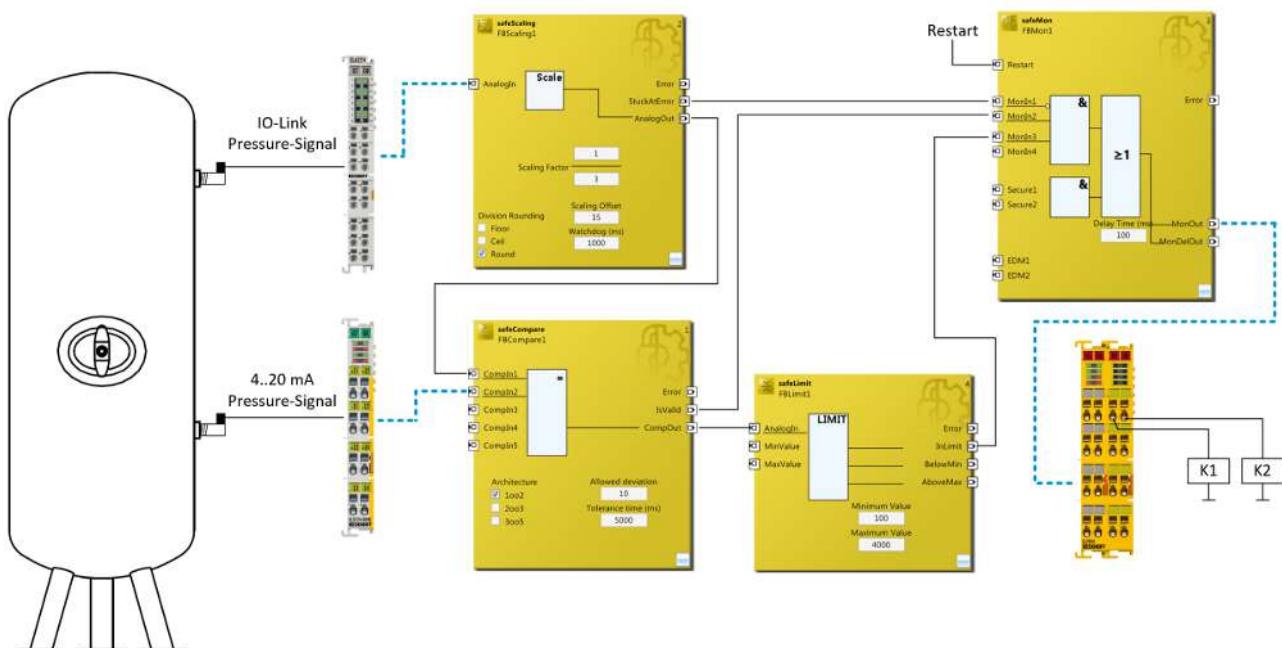 IO-Link
Pressure-Signal
4..20 mA
Pressure-Signal
safeScaling
FBScaling1
2
AnalogIn
Scale
Error
StuckAtError
AnalogOut
1
Scaling Factor
3
Scaling Offset
15
Division Rounding
Floor
Ceil
Round
Watchdog (ms)
1000
safeCompare
FBCompare1
1
CompIn1
CompIn2
CompIn3
CompIn4
CompIn5
=
Error
IsValid
CompOut
Architecture
1oo2
2oo3
3oo5
Allowed deviation
10
Tolerance time (ms)
5000
safeLimit
FBLimit1
4
AnalogIn
MinValue
MaxValue
LIMIT
Error
InLimit
BelowMin
AboveMax
Minimum Value
100
Maximum Value
4000
Restart
safeMon
FBMon1
3
Restart
MonIn1
MonIn2
MonIn3
MonIn4
Secure1
Secure2
EDM1
EDM2
&
&
≥1
Error
Delay Time (ms)
100
MonOut
MonDelOut
K1
K2